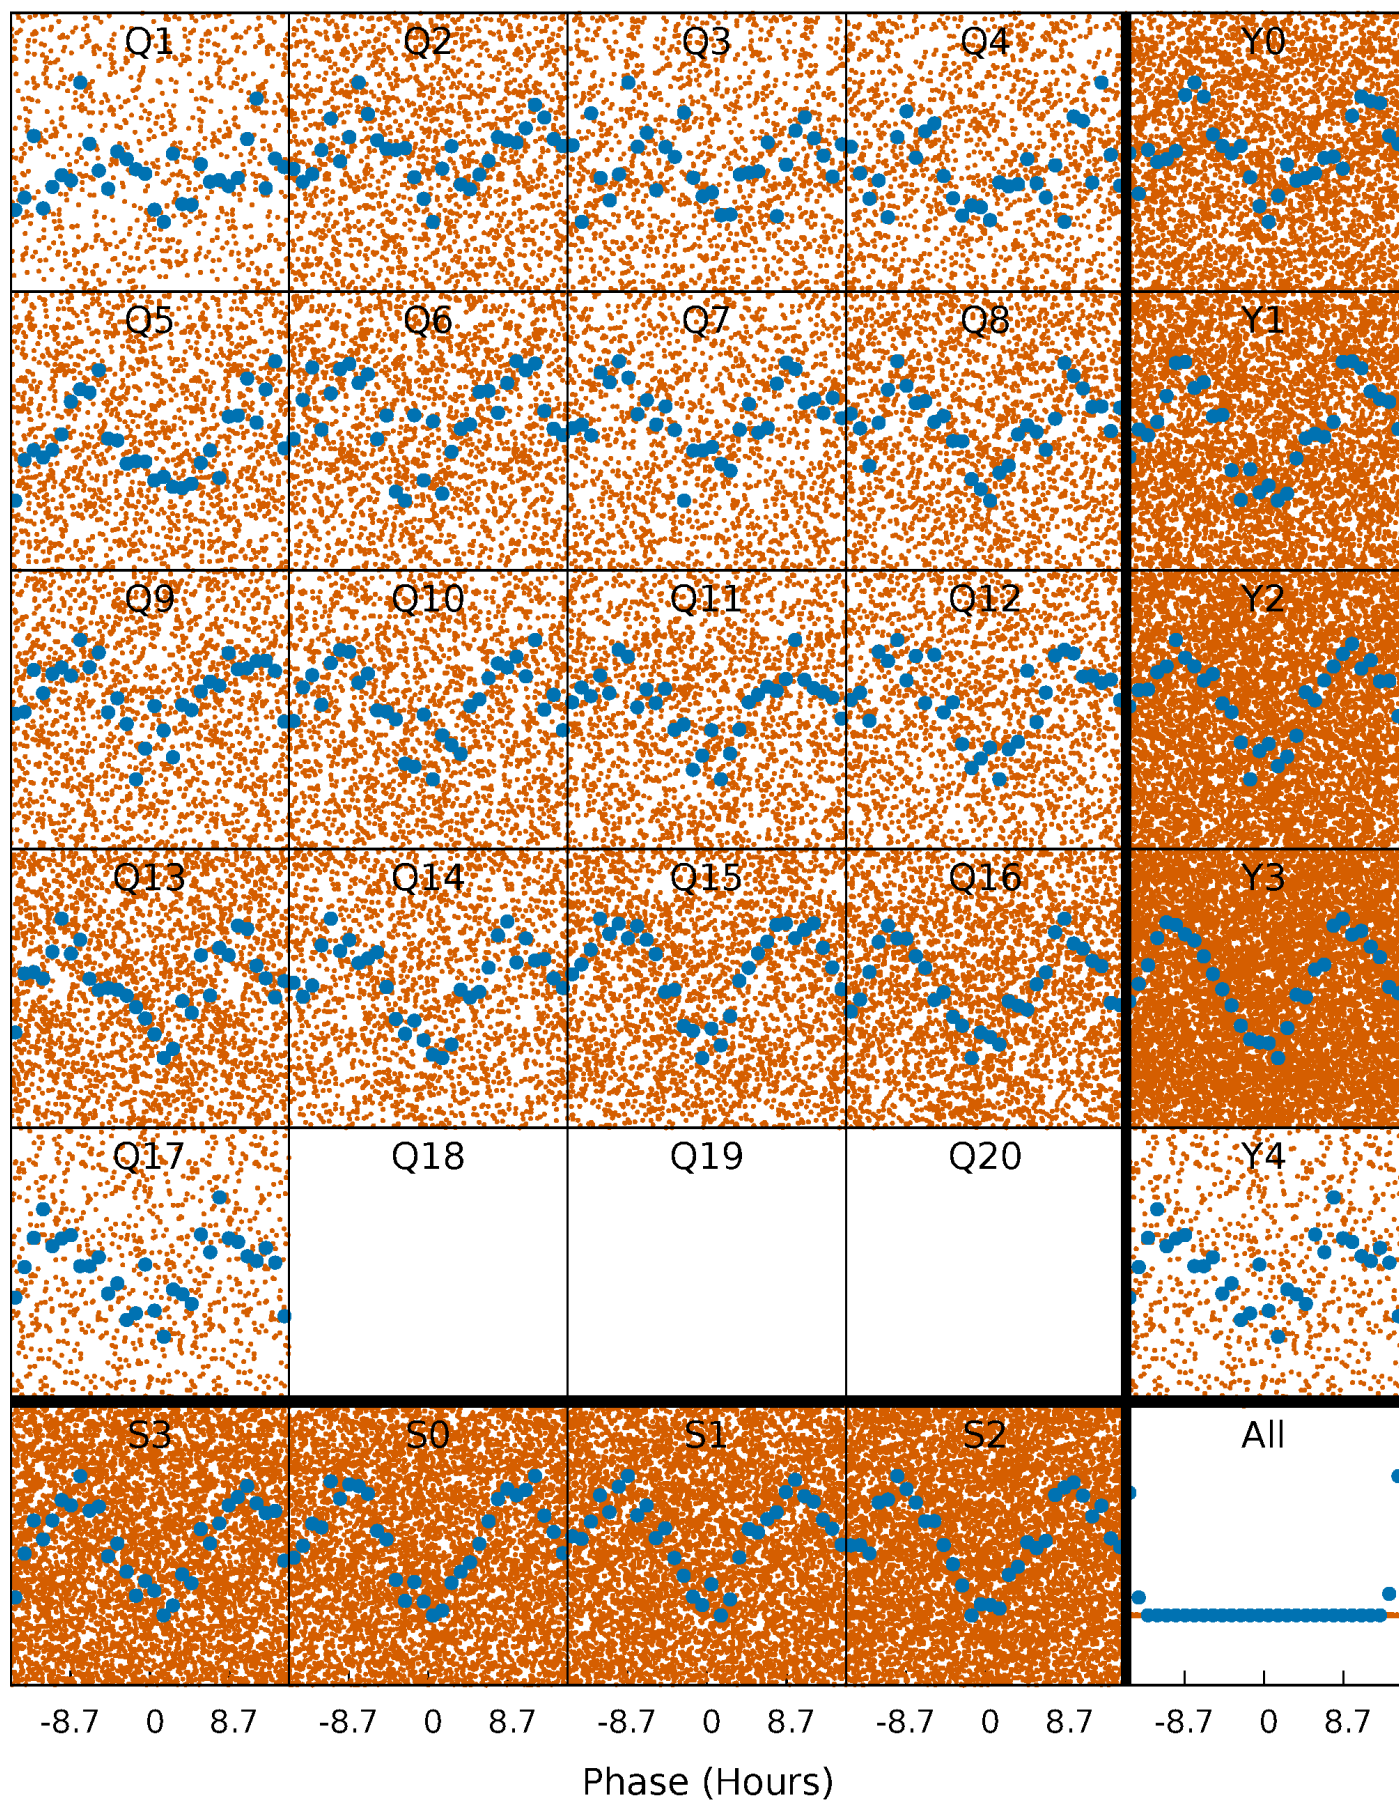 Q1 Q2 Q3 Q4 Y0
Q5 Q6 Q7 Q8 Y1
Q9 Q10 Q11 Q12 Y2
Q13 Q14 Q15 Q16 Y3
Q17 Q18 Q19 Q20 Y4
S3 S0 S1 S2 All
-8.7 0 8.7 -8.7 0 8.7 -8.7 0 8.7 -8.7 0 8.7 -8.7 0 8.7
Phase (Hours)